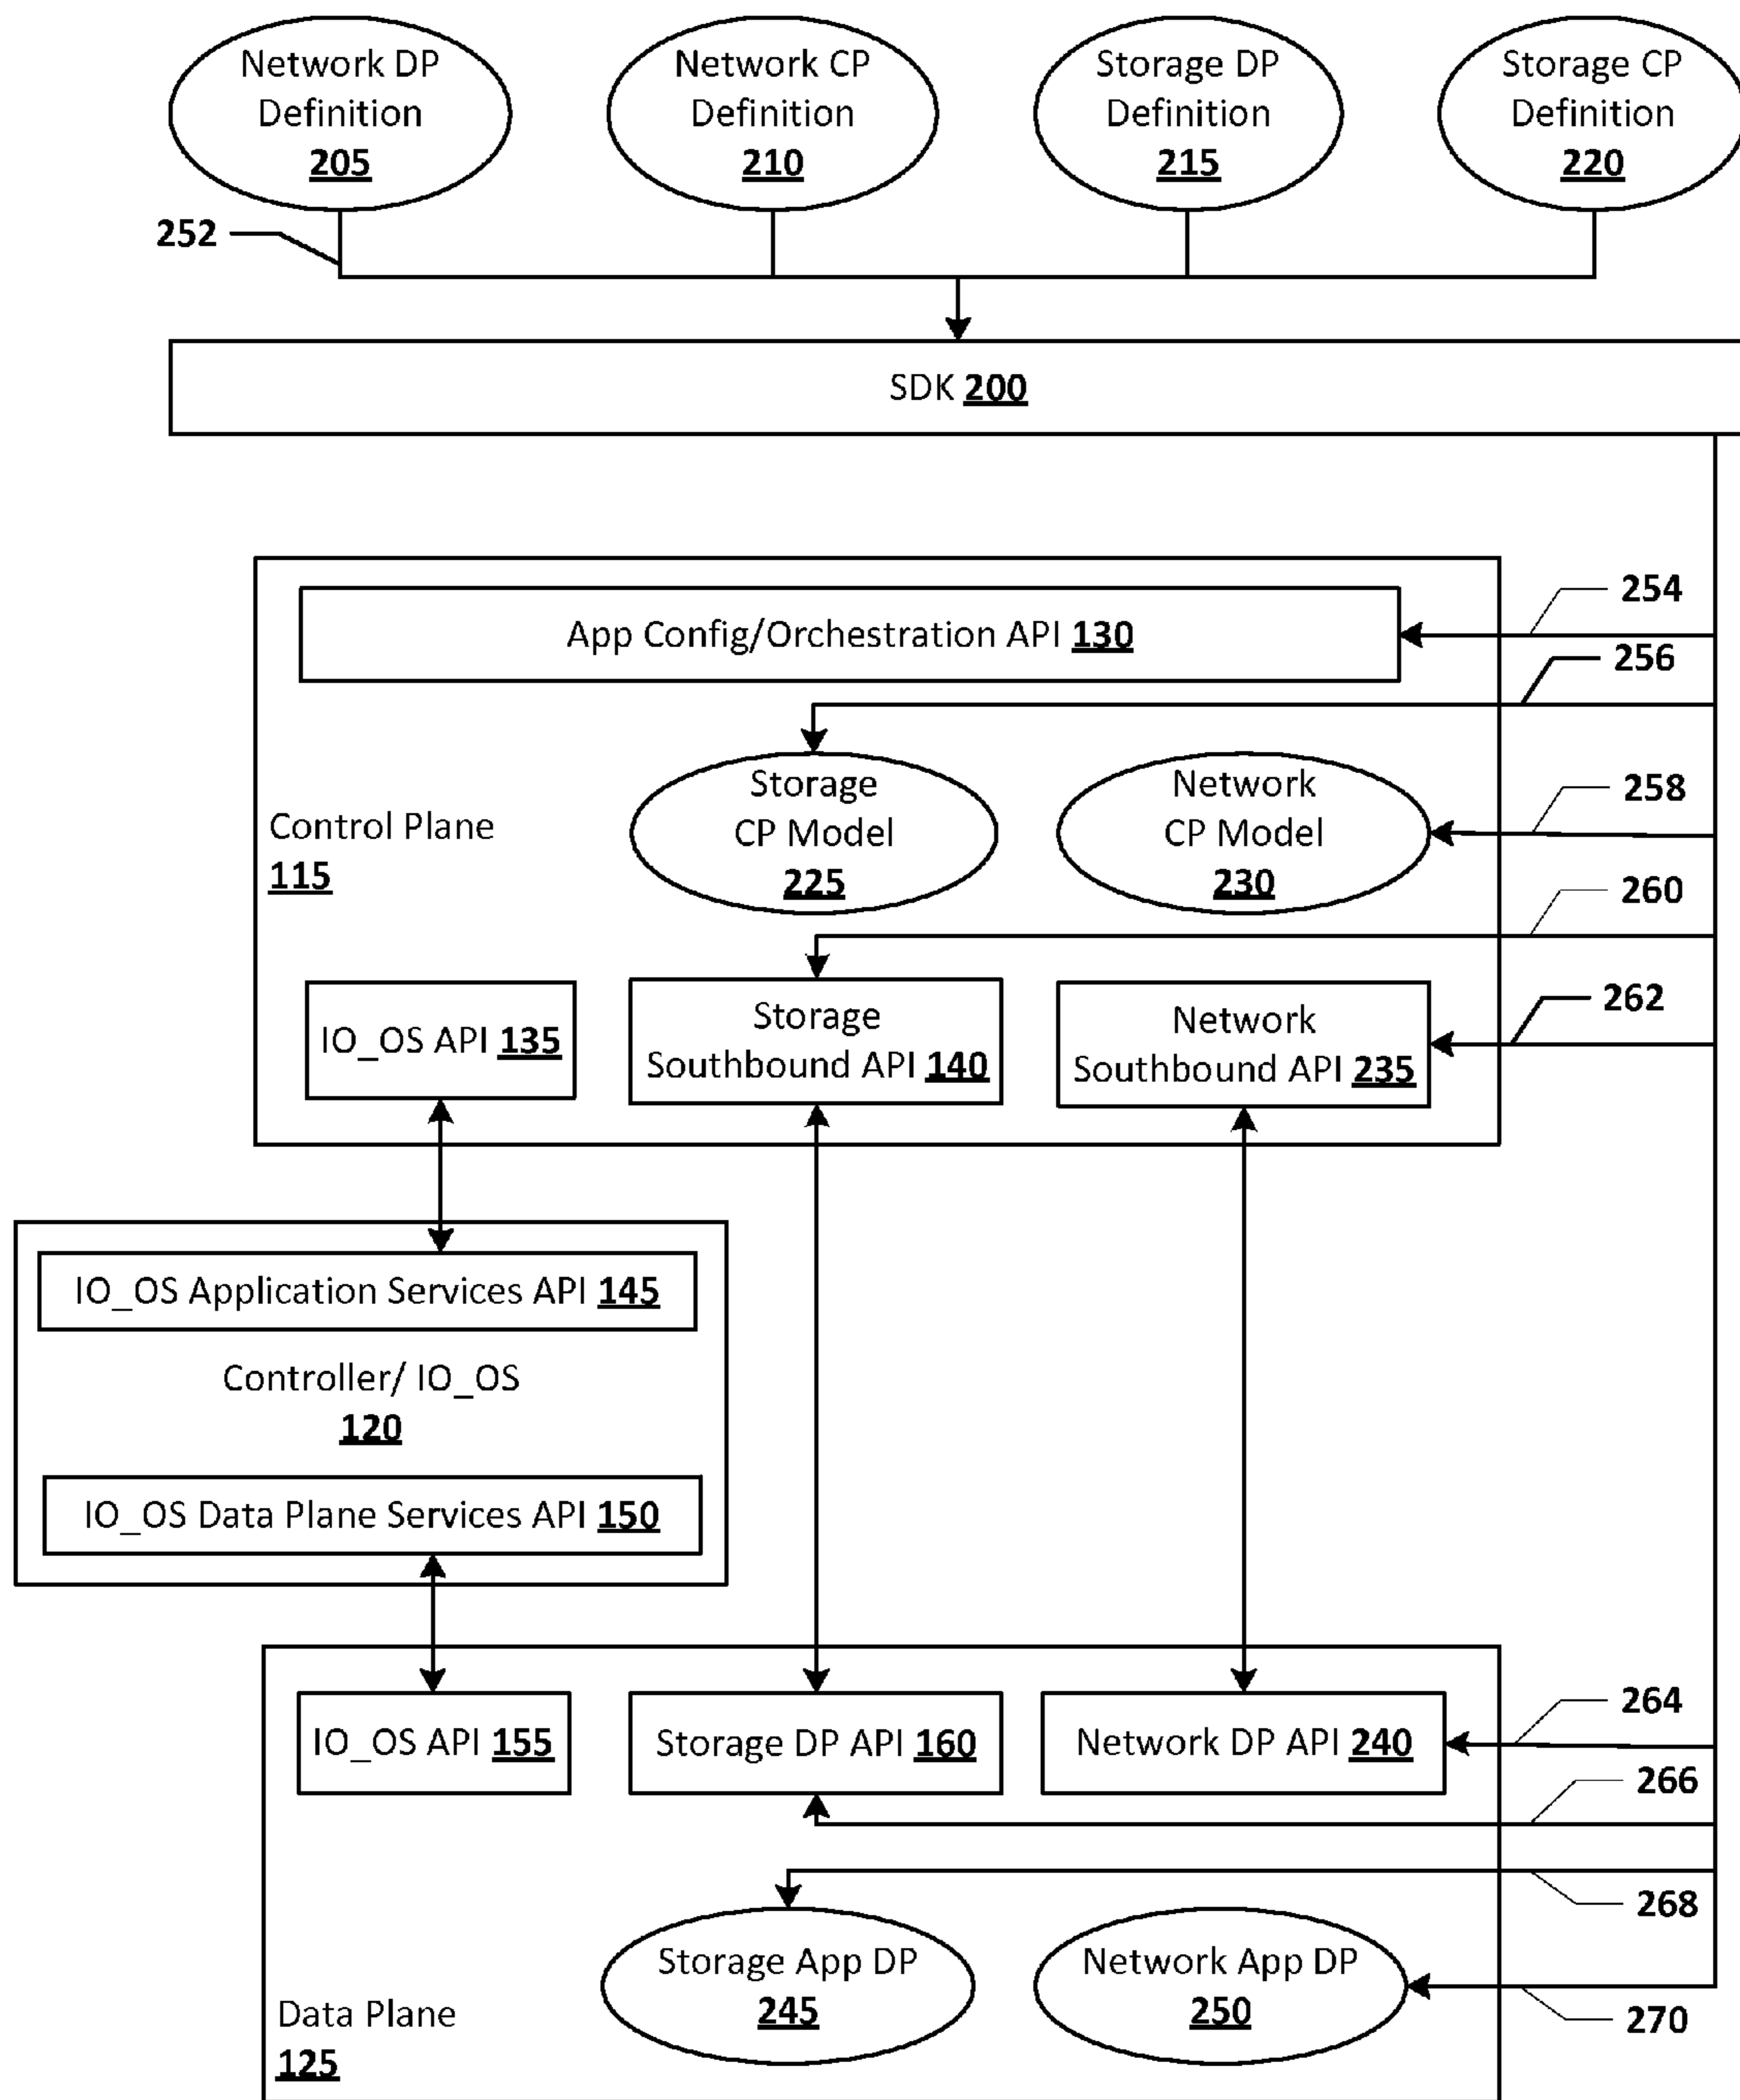 Network DP
Definition
205
Network CP
Definition
210
Storage DP
Definition
215
Storage CP
Definition
220
252
SDK 200
254
App Config/Orchestration API 130
256
Storage
CP Model
225
Network
CP Model
230
258
Control Plane
115
260
262
IO_OS API 135
Storage
Southbound API 140
Network
Southbound API 235
IO_OS Application Services API 145
Controller/ IO_OS
120
IO_OS Data Plane Services API 150
264
IO_OS API 155
Storage DP API 160
Network DP API 240
266
268
Storage App DP
245
Network App DP
250
Data Plane
125
270